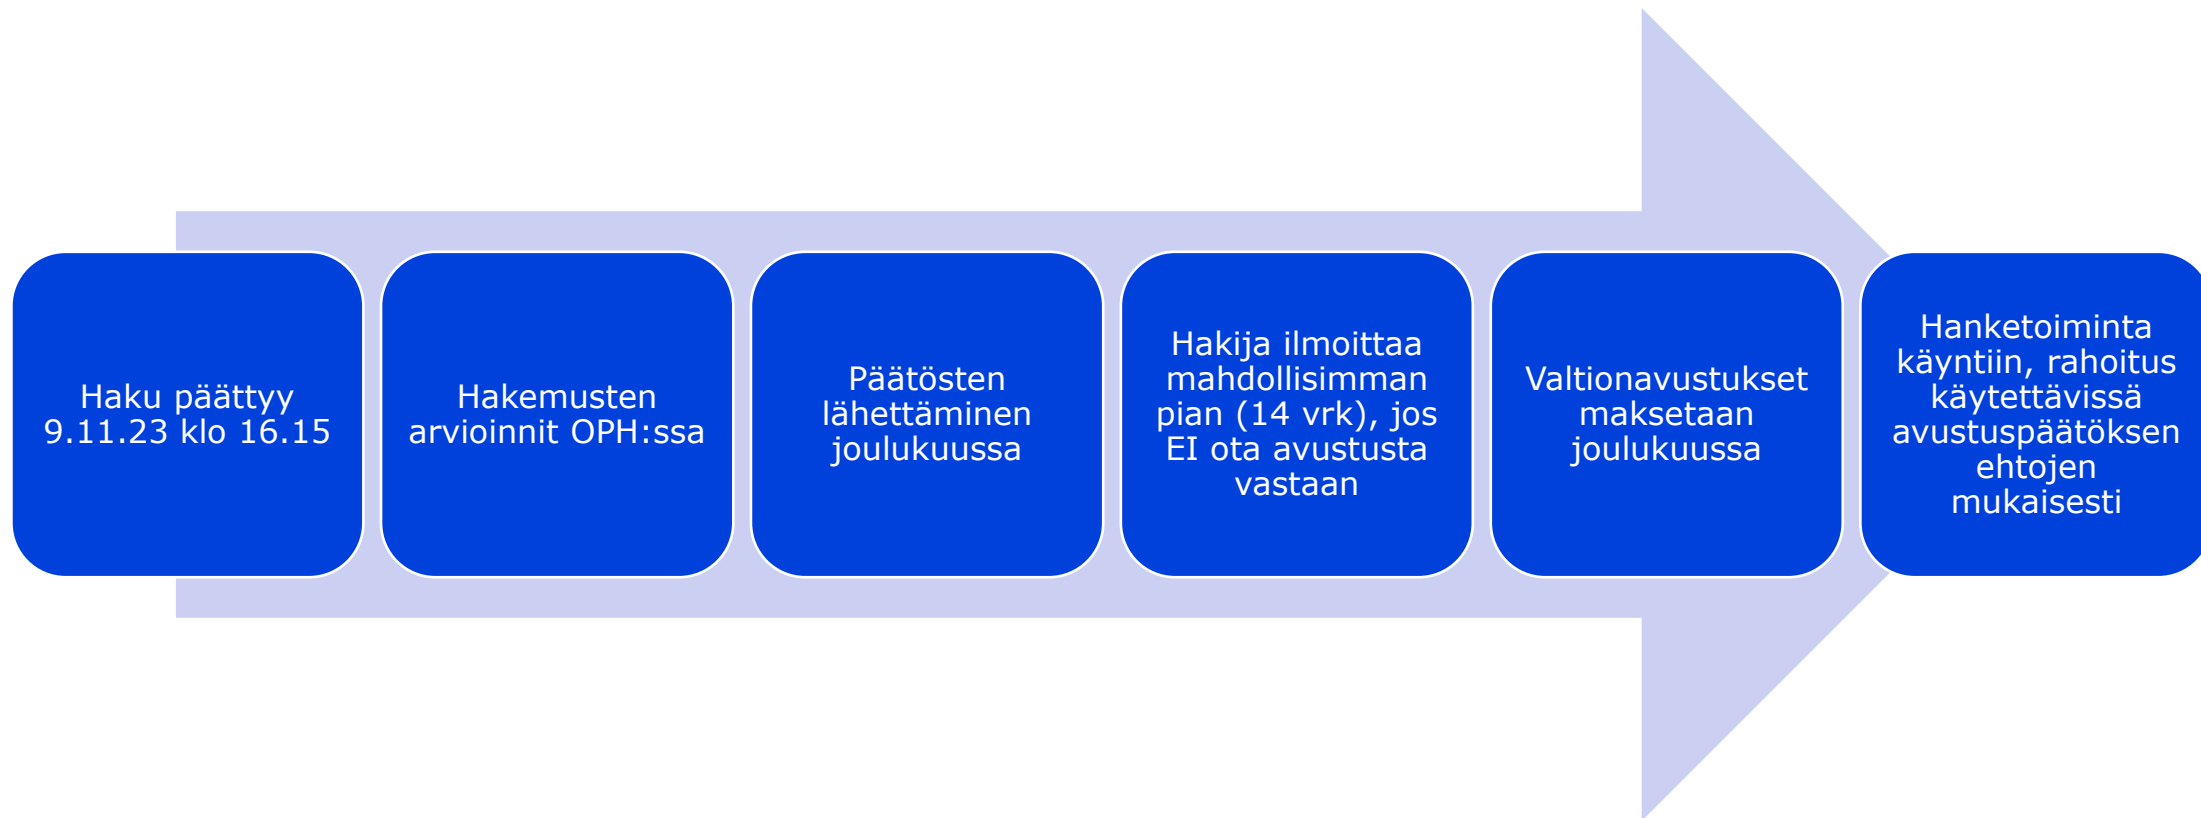 Haku päättyy
9.11.23 klo 16.15
Hakemusten
arvioinnit OPH:ssa
Päätösten
lähettäminen
joulukuussa
Hakija ilmoittaa
mahdollisimman
pian (14 vrk), jos
EI ota avustusta
vastaan
Valtionavustukset
maksetaan
joulukuussa
Hanketoiminta
käyntiin, rahoitus
käytettävissä
avustuspäätöksen
ehtojen
mukaisesti